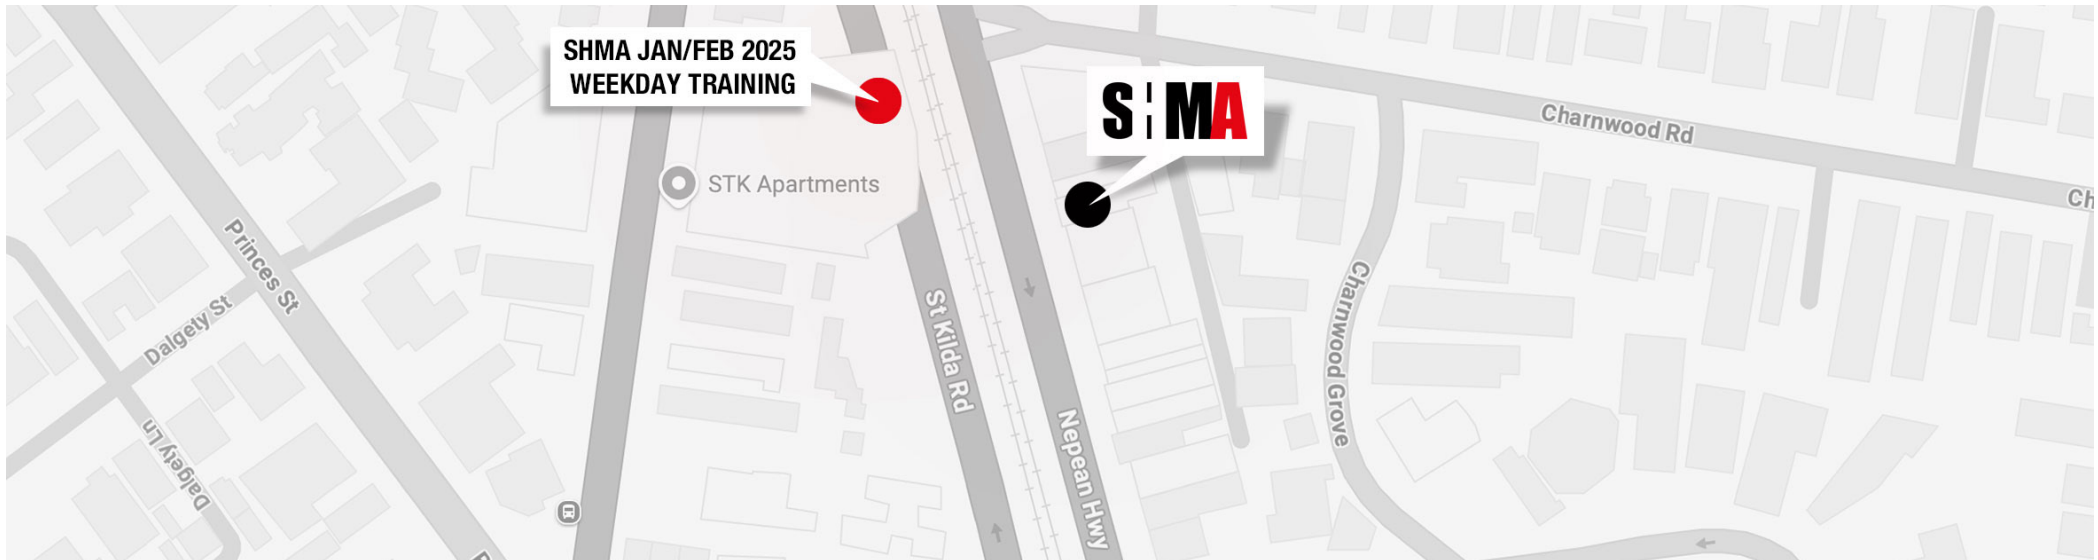 SHMA JAN/FEB 2025
WEEKDAY TRAINING
SHMA
Charnwood Rd
STK Apartments
Ch
Princes St
Dalgety St
St Kilda Rd
Charnwood Grove
Nepean Hwy
Dalgety Ln